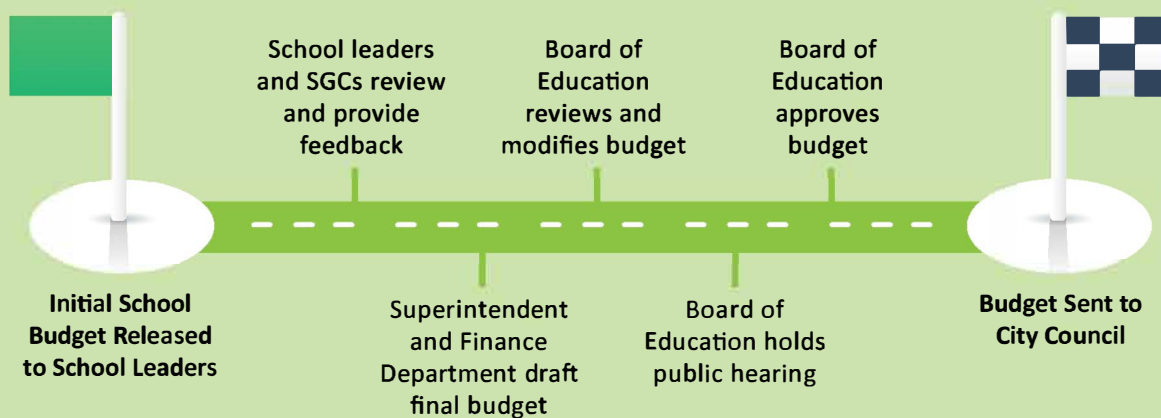 Initial School
Budget Released
to School Leaders
School leaders
and SGCs review
and provide
feedback
Superintendent
and Finance
Department draft
final budget
Board of
Education
reviews and
modifies budget
Board of
Education holds
public hearing
Board of
Education
approves
budget
Budget Sent to
City Council